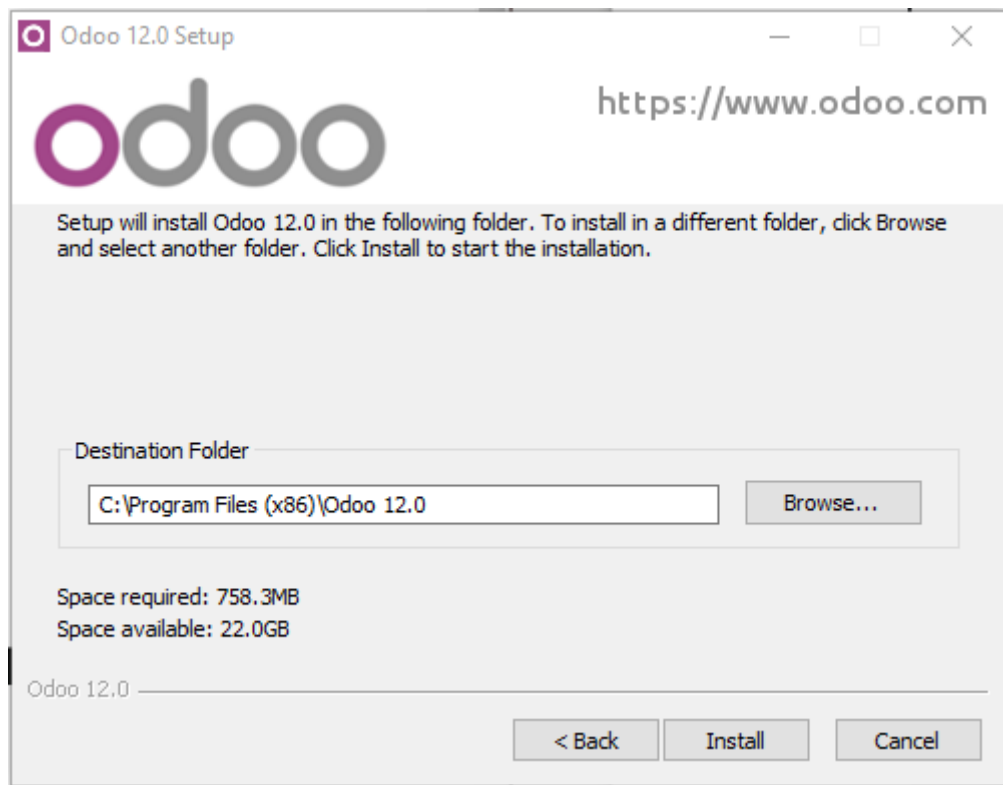 Odoo 12.0 Setup
odoo
https://www.odoo.com
Setup will install Odoo 12.0 in the following folder. To install in a different folder, click Browse
and select another folder. Click Install to start the installation.
Destination Folder
C:\Program Files (x86)\Odoo 12.0
Browse...
Space required: 758.3MB
Space available: 22.0GB
Odoo 12.0
< Back
Install
Cancel